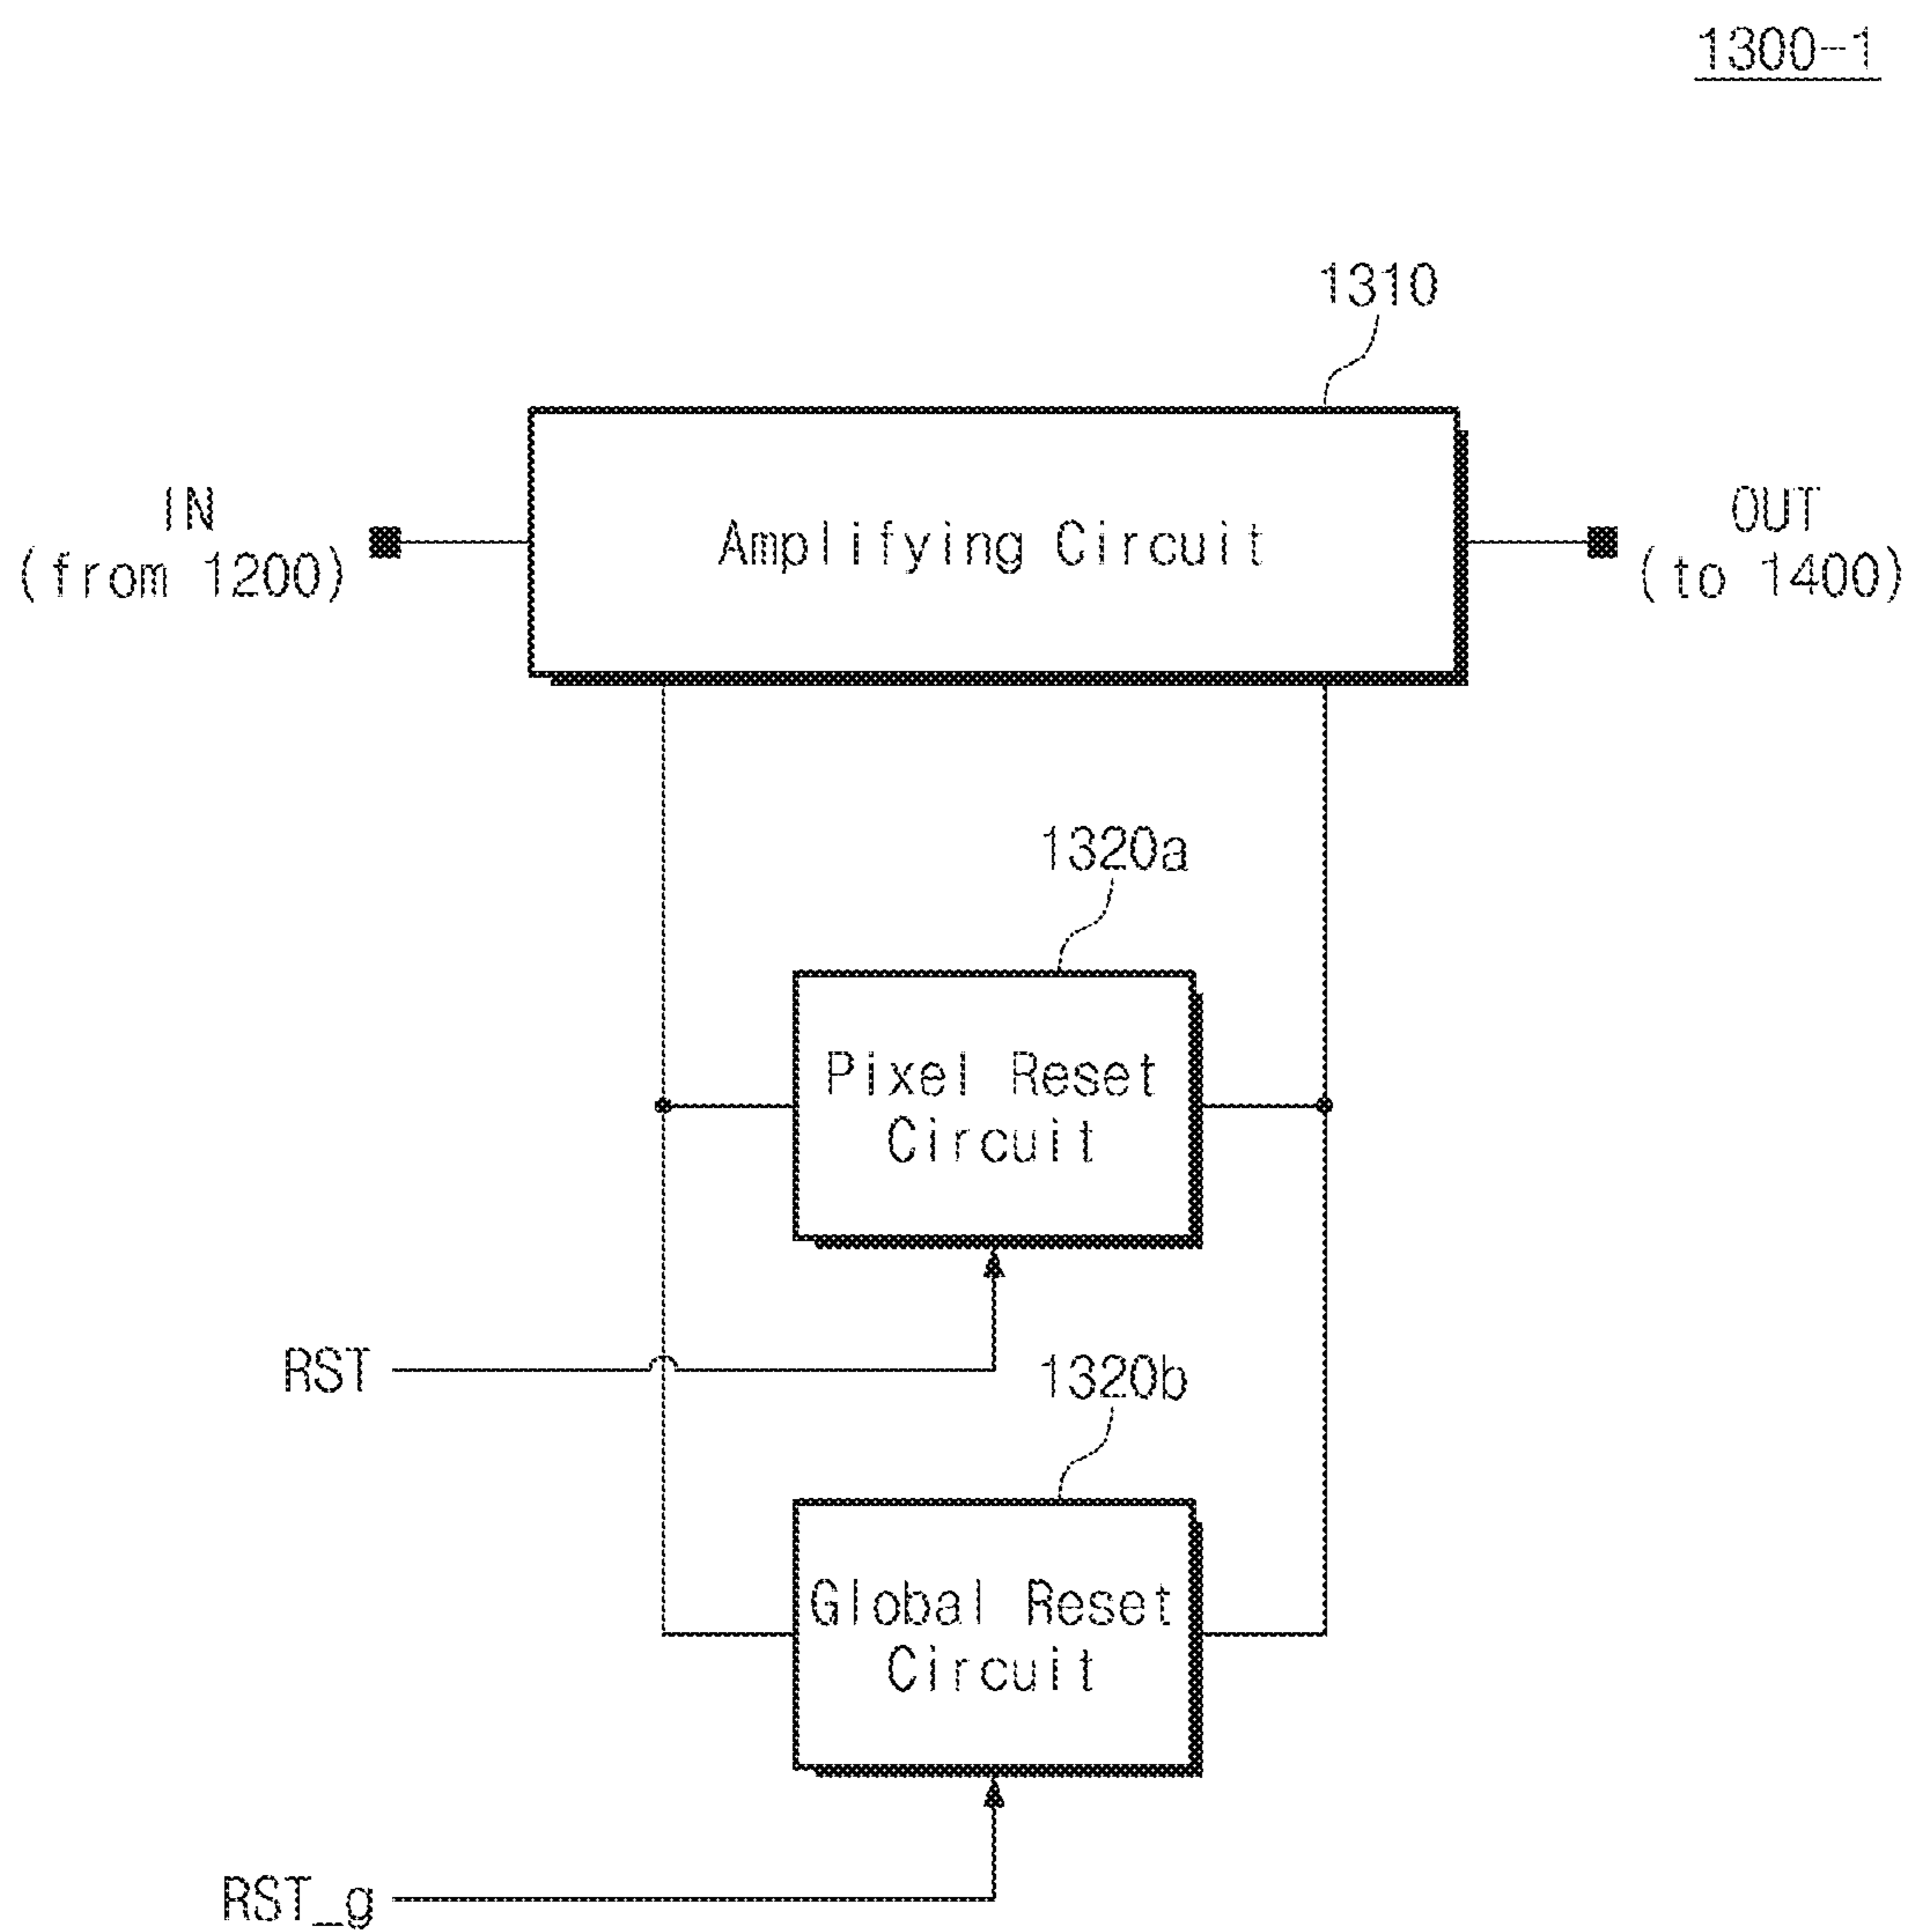 1300-1
1310
IN
(from 1200)
Amplifying Circuit
OUT
(to 1400)
1320a
Pixel Reset
Circuit
RST
1320b
Global Reset
Circuit
RST_g